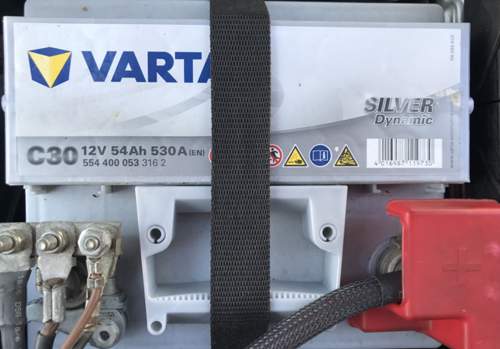 VARTA
SILVER
Dynamic
C30 12V 54Ah 530A (EN)
554 400 053 316 2
+